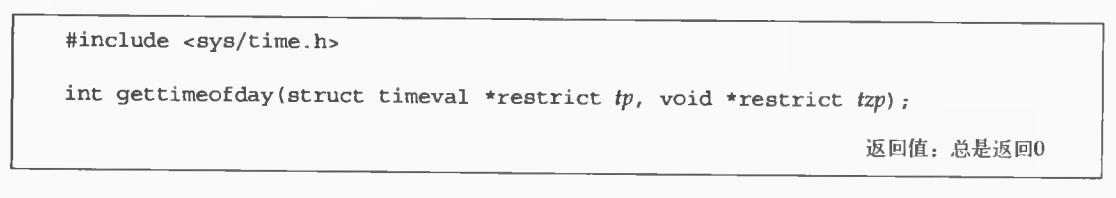 #include <sys/time.h>
int gettimeofday(struct timeval *restrict tp, void *restrict tzp);
返回值：总是返回0